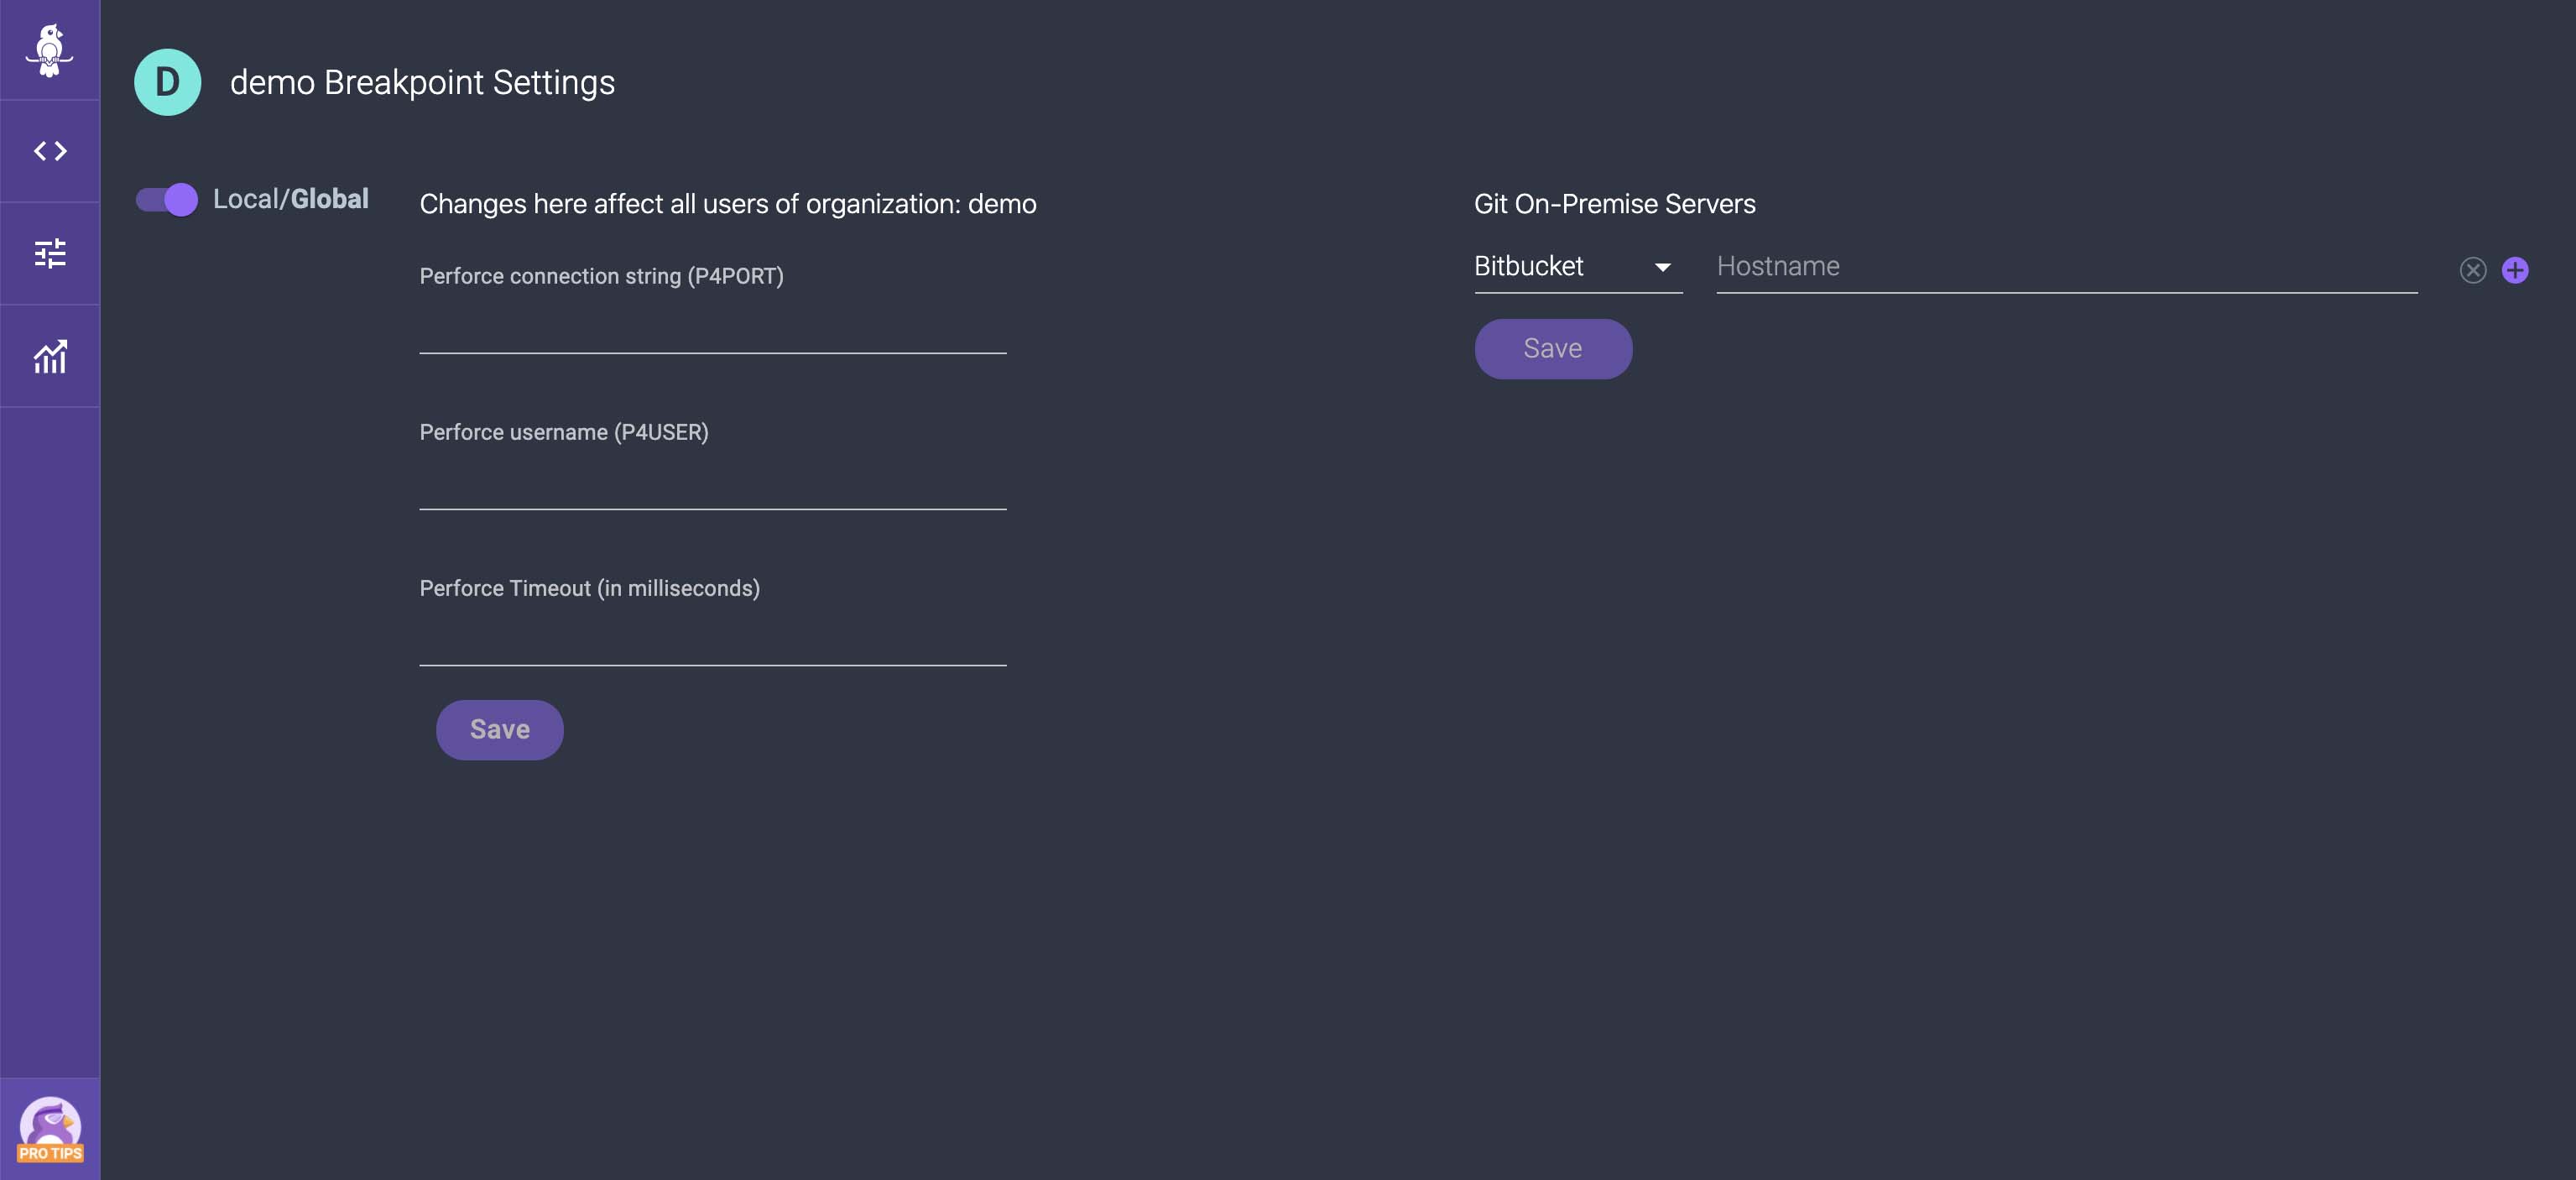 D
demo Breakpoint Settings
Local/Global
Changes here affect all users of organization: demo
Perforce connection string (P4PORT)
Perforce username (P4USER)
Perforce Timeout (in milliseconds)
Save
Git On-Premise Servers
Bitbucket
Hostname
Save
PRO TIPS